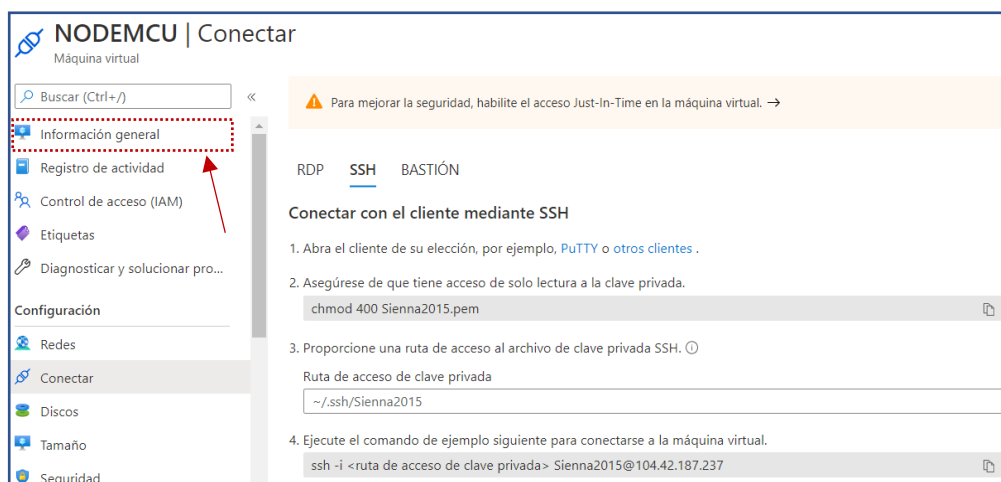 NODEMCU | Conectar
Máquina virtual
Buscar (Ctrl+/)
«
Información general
Registro de actividad
Control de acceso (IAM)
Etiquetas
Diagnosticar y solucionar pro...
Configuración
Redes
Conectar
Discos
Tamaño
Seguridad
Para mejorar la seguridad, habilite el acceso Just-In-Time en la máquina virtual. →
RDP SSH BASTIÓN
Conectar con el cliente mediante SSH
1. Abra el cliente de su elección, por ejemplo, PuTTY o otros clientes .
2. Asegúrese de que tiene acceso de solo lectura a la clave privada.
chmod 400 Sienna2015.pem
3. Proporcione una ruta de acceso al archivo de clave privada SSH.
Ruta de acceso de clave privada
~/.ssh/Sienna2015
4. Ejecute el comando de ejemplo siguiente para conectarse a la máquina virtual.
ssh -i <ruta de acceso de clave privada> Sienna2015@104.42.187.237